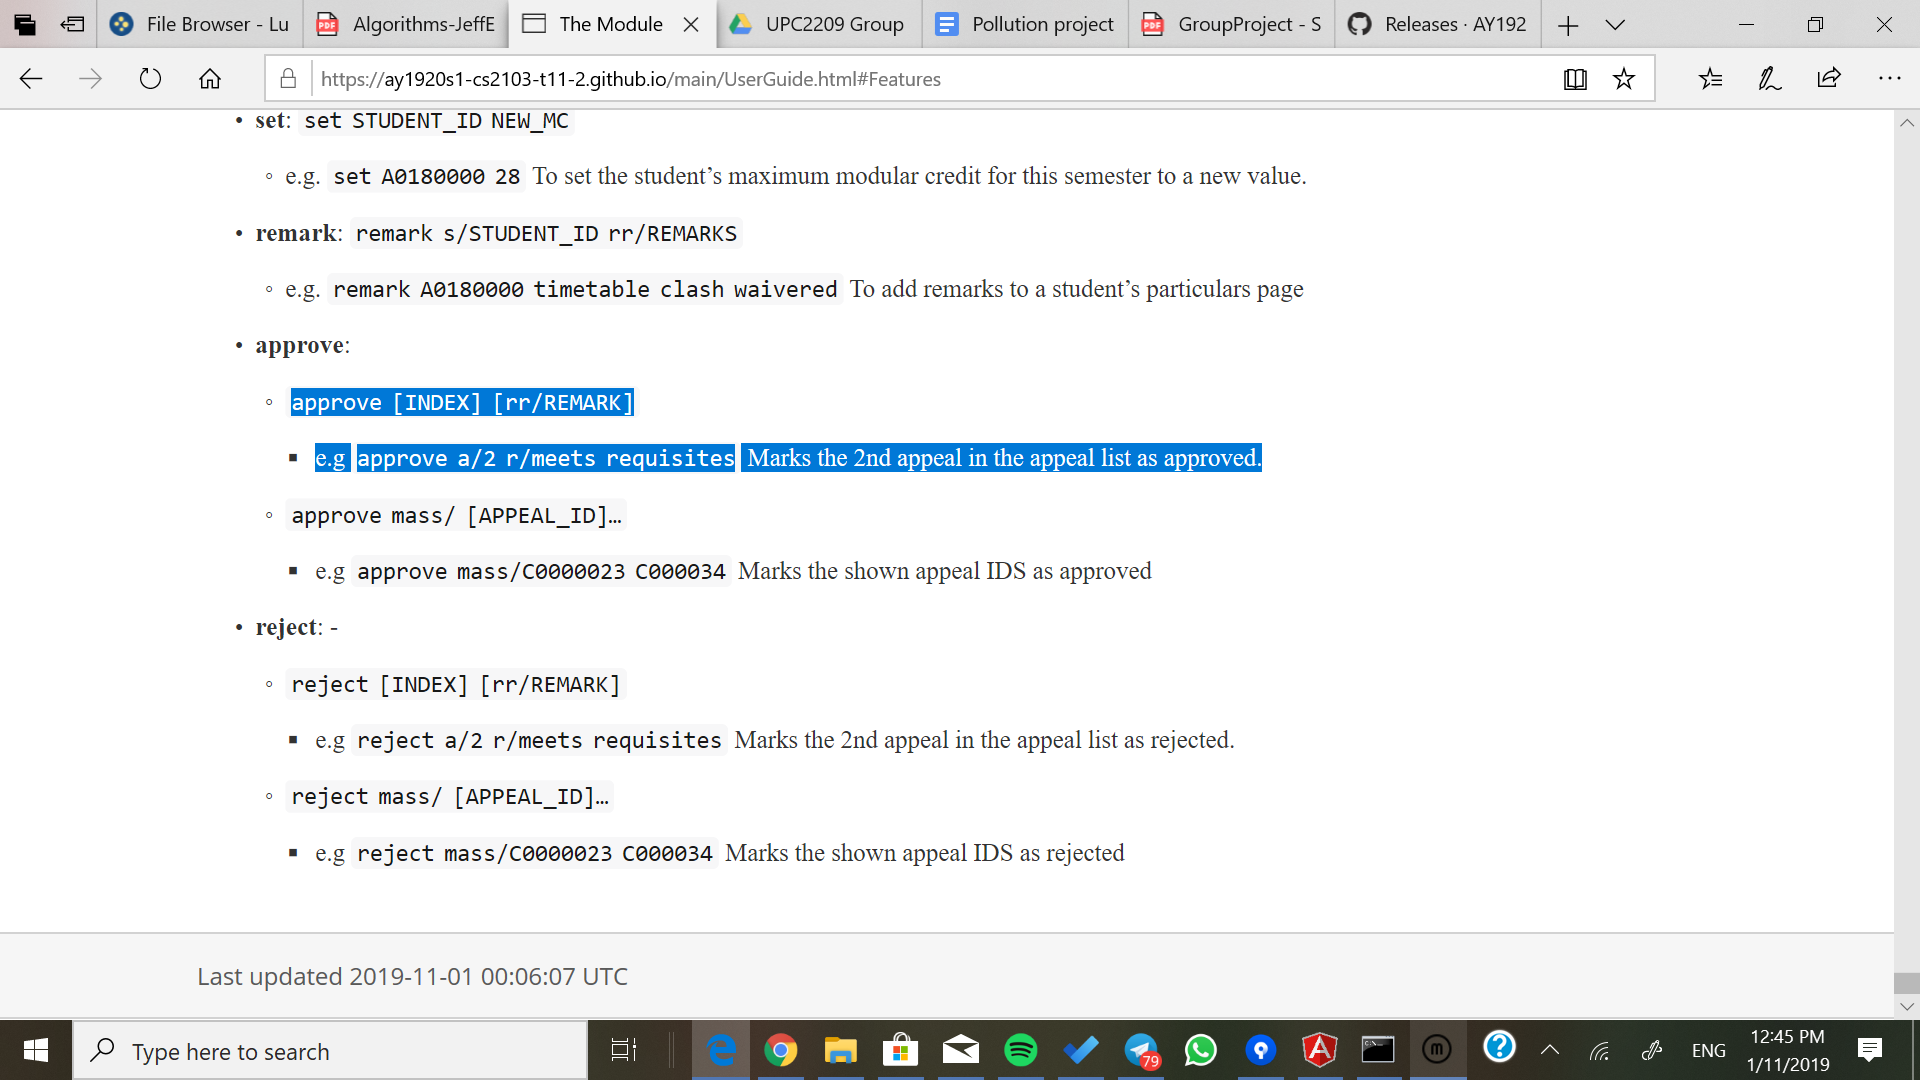 File Browser - Lu
Algorithms-JeffE
The Module
UPC2209 Group
Pollution project
GroupProject - S
Releases · AY192
https://ay1920s1-cs2103-t11-2.github.io/main/UserGuide.html#Features
• set: set STUDENT_ID NEW_MC
◦ e.g. set A0180000 28 To set the student’s maximum modular credit for this semester to a new value.
• remark: remark s/STUDENT_ID rr/REMARKS
◦ e.g. remark A0180000 timetable clash waivered To add remarks to a student’s particulars page
• approve:
◦ approve [INDEX] [rr/REMARK]
▪ e.g approve a/2 r/meets requisites Marks the 2nd appeal in the appeal list as approved.
◦ approve mass/ [APPEAL_ID]…
▪ e.g approve mass/C0000023 C000034 Marks the shown appeal IDS as approved
• reject: -
◦ reject [INDEX] [rr/REMARK]
▪ e.g reject a/2 r/meets requisites Marks the 2nd appeal in the appeal list as rejected.
◦ reject mass/ [APPEAL_ID]…
▪ e.g reject mass/C0000023 C000034 Marks the shown appeal IDS as rejected
Last updated 2019-11-01 00:06:07 UTC
Type here to search
79
ENG
12:45 PM
1/11/2019